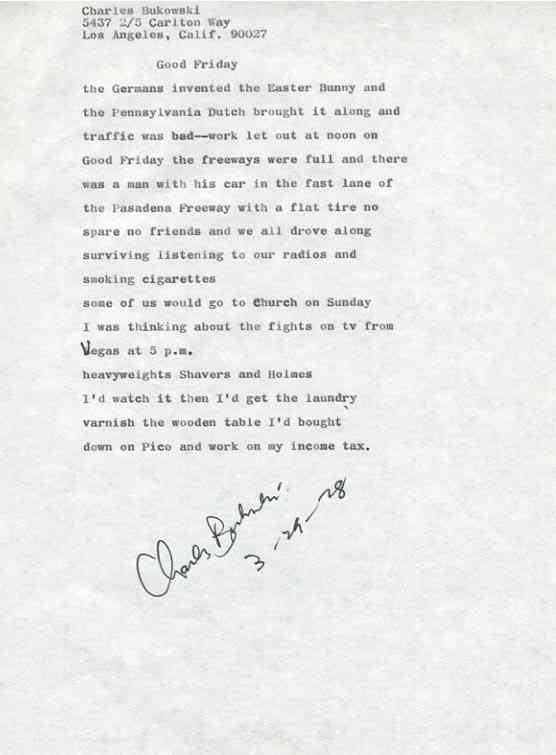 Charles Bukowski
5437 2/5 Carlton Way
Los Angeles, Calif. 90027
Good Friday
the Germans invented the Easter Bunny and
the Pennsylvania Dutch brought it along and
traffic was bad--work let out at noon on
Good Friday the freeways were full and there
was a man with his car in the fast lane of
the Pasadena Freeway with a flat tire no
spare no friends and we all drove along
surviving listening to our radios and
smoking cigarettes
some of us would go to Church on Sunday
I was thinking about the fights on tv from
Vegas at 5 p.m.
heavyweights Shavers and Holmes
I'd watch it then I'd get the laundry
varnish the wooden table I'd bought
down on Pico and work on my income tax.
Charles Bukowski
3-29-78